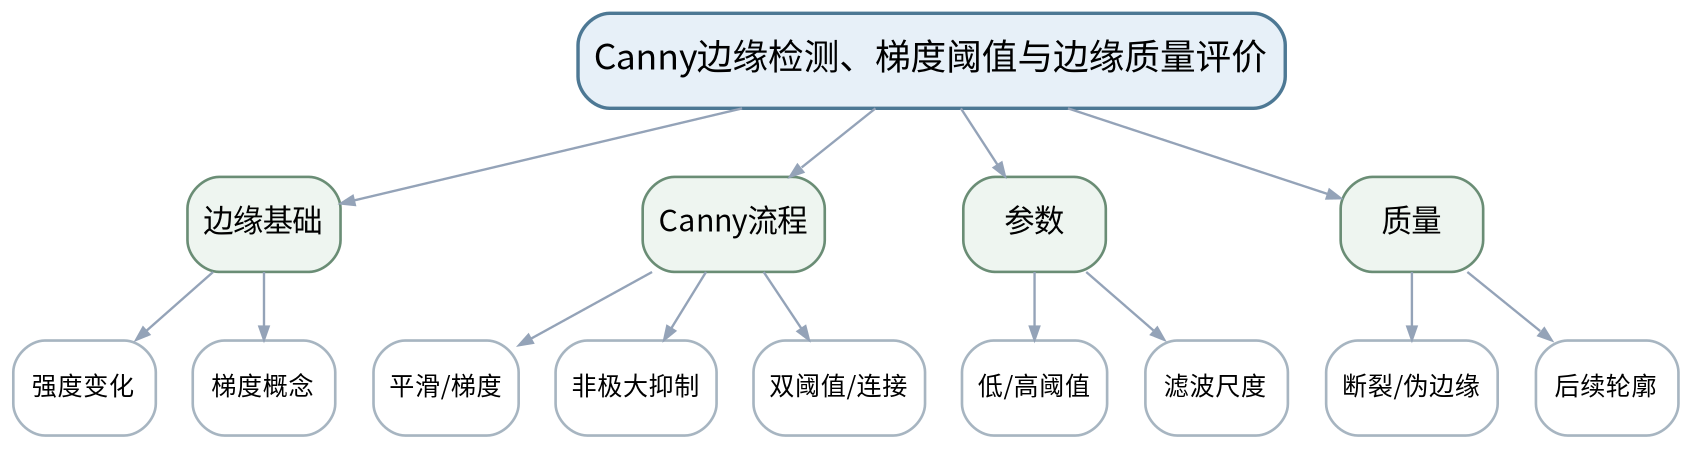 Canny边缘检测、梯度阈值与边缘质量评价
边缘基础
Canny流程
参数
质量
强度变化
梯度概念
平滑/梯度
非极大抑制
双阈值/连接
低/高阈值
滤波尺度
断裂/伪边缘
后续轮廓